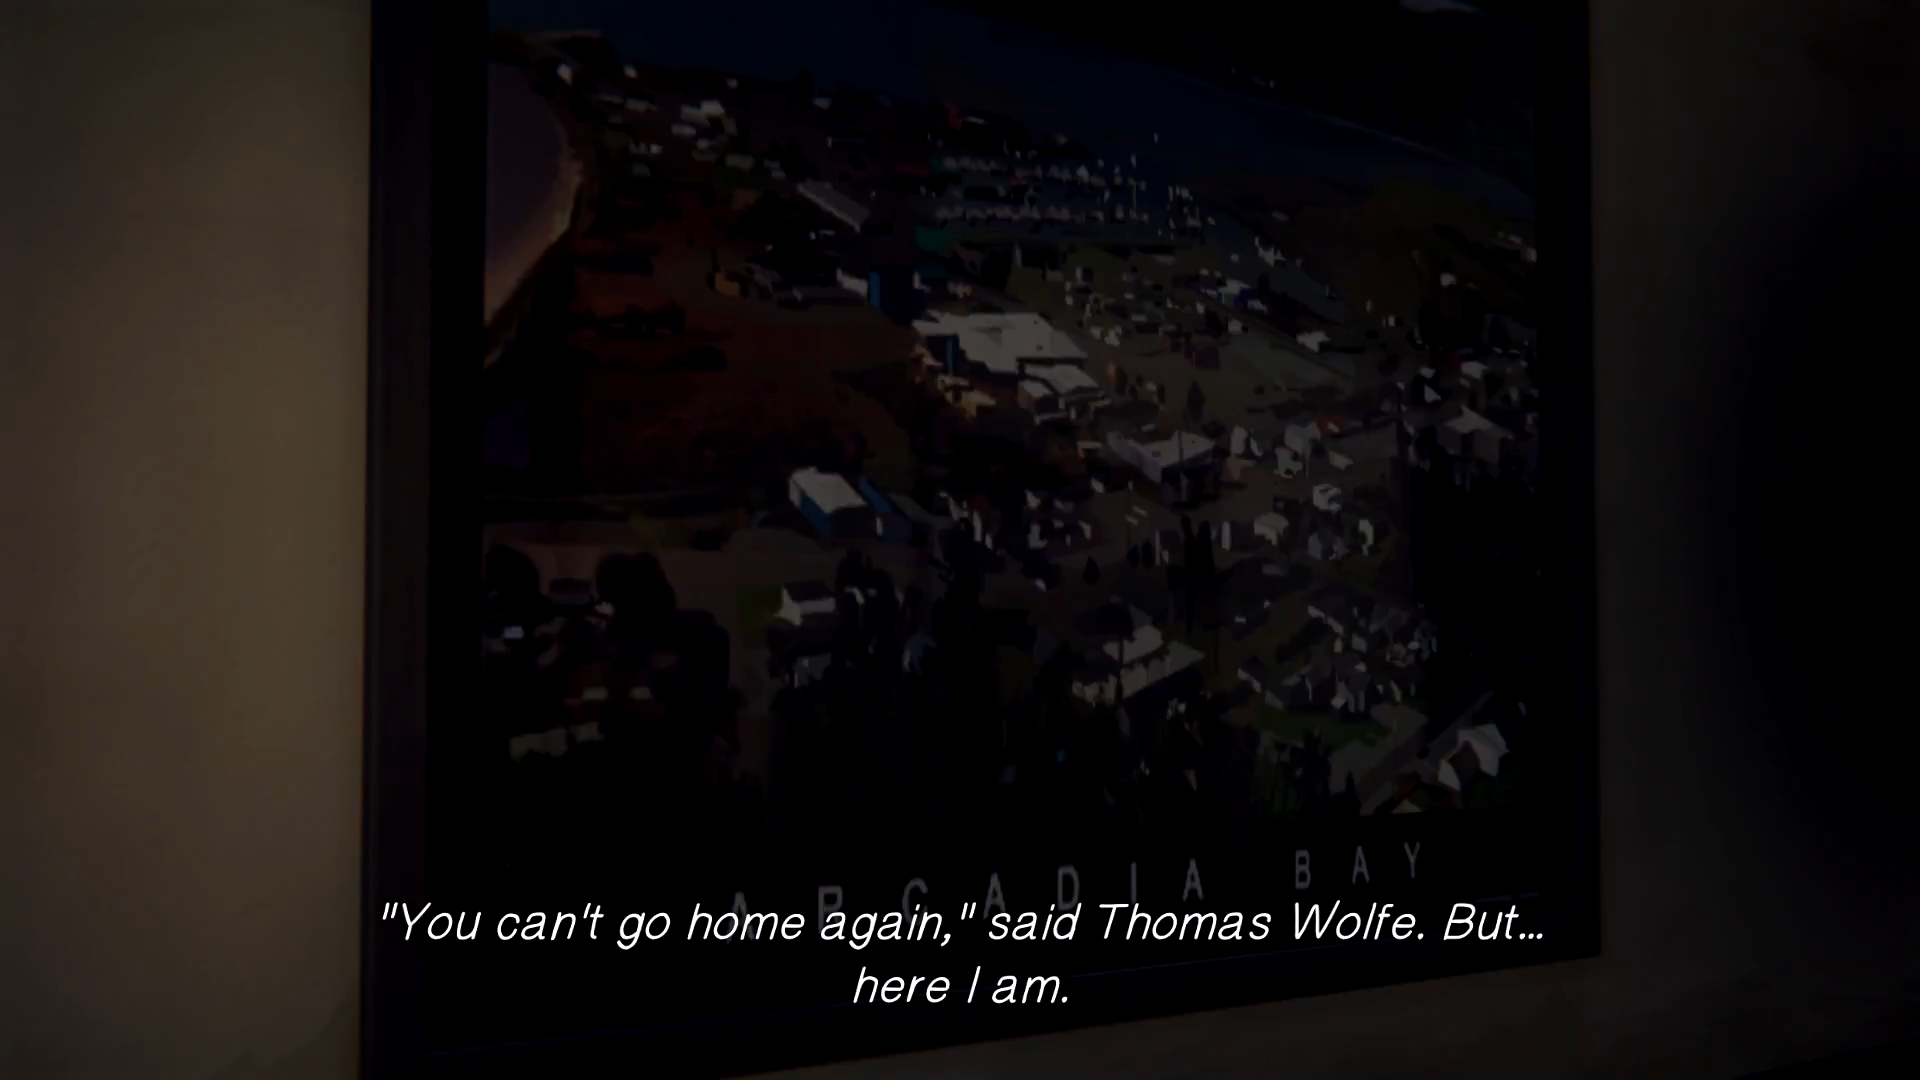 ARCADIA BAY
"You can't go home again," said Thomas Wolfe. But...
here I am.